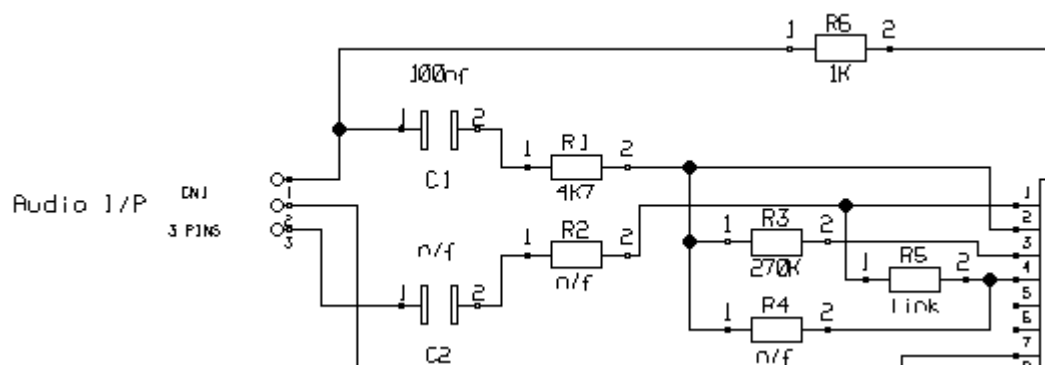 1 R6 2
1K
100nf
1 2
C1
1 R1 2
4K7
Audio I/P
CN1
3 PINS
1
2
3
n/f
1 2
C2
1 R2 2
n/f
1 R3 2
270K
1 R4 2
n/f
1 R5 2
Link
1
2
3
4
5
6
7